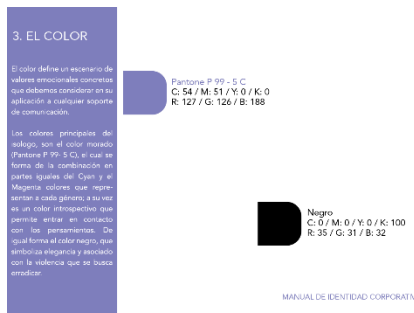 3. EL COLOR
El color define un escenario de
valores emocionales concretos
que debemos considerar en su
aplicación a cualquier soporte
de comunicación.
Los colores principales del
isologo, son el color morado
(Pantone P 99- 5 C), el cual se
forma de la combinación en
partes iguales del Cyan y el
Magenta colores que repre-
sentan a cada género; a su vez
es un color introspectivo que
permite entrar en contacto
con los pensamientos. De
igual forma el color negro, que
simboliza elegancia y asociado
con la violencia que se busca
erradicar.
Pantone P 99 - 5 C
C: 54 / M: 51 / Y: 0 / K: 0
R: 127 / G: 126 / B: 188
Negro
C: 0 / M: 0 / Y: 0 / K: 100
R: 35 / G: 31 / B: 32
MANUAL DE IDENTIDAD CORPORATIV